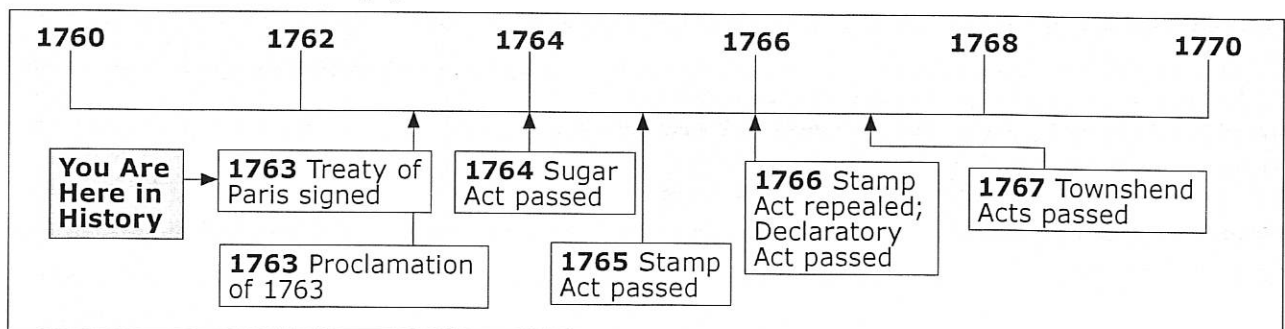 1760 1762 1764 1766 1768 1770
You Are
Here in
History
1763 Treaty of
Paris signed
1763 Proclamation
of 1763
1764 Sugar
Act passed
1765 Stamp
Act passed
1766 Stamp
Act repealed;
Declaratory
Act passed
1767 Townshend
Acts passed